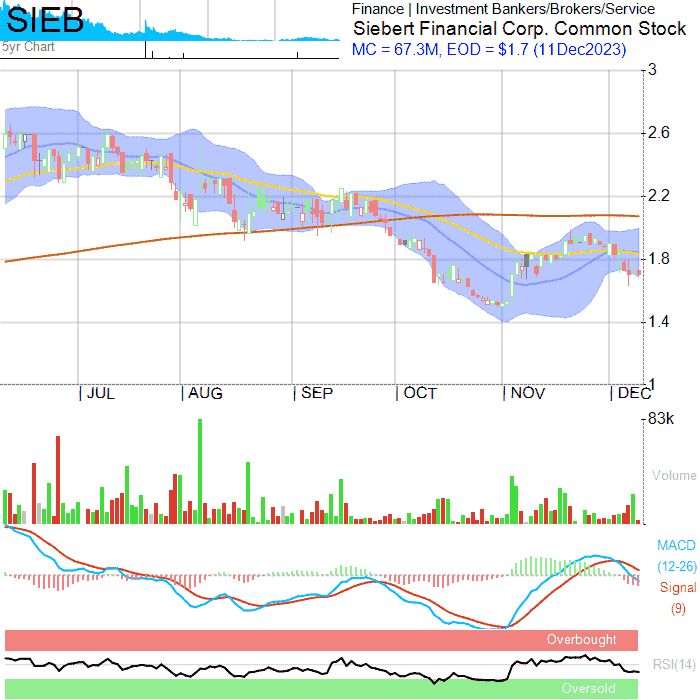 SIEB
5yr Chart
Finance | Investment Bankers/Brokers/Service
Siebert Financial Corp. Common Stock
MC = 67.3M, EOD = $1.7 (11Dec2023)
3
2.6
2.2
1.8
1.4
1
JUL AUG SEP OCT NOV DEC
83k
Volume
MACD
(12-26)
Signal
(9)
Overbought
RSI(14)
Oversold